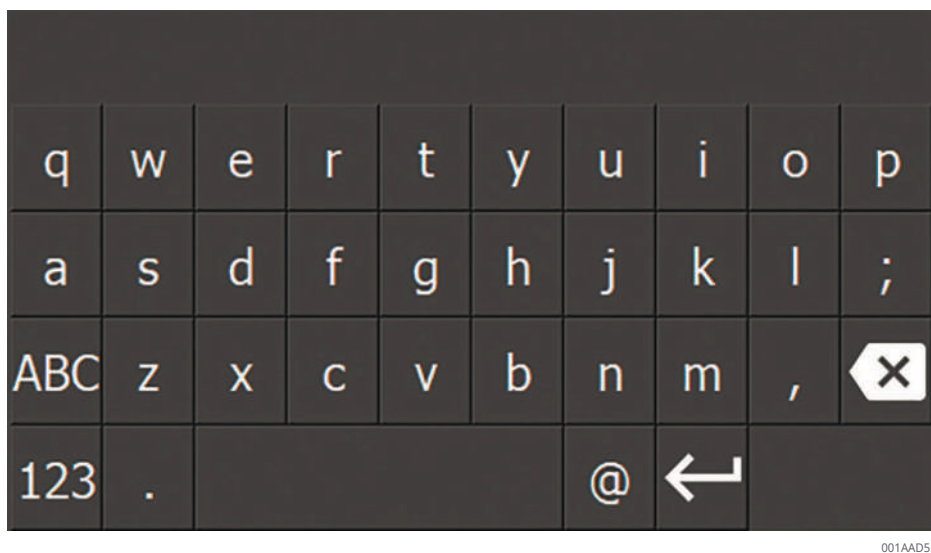 q w e r t y u i o p
a s d f g h j k l ;
ABC z x c v b n m ,
123 . @
001AAD5